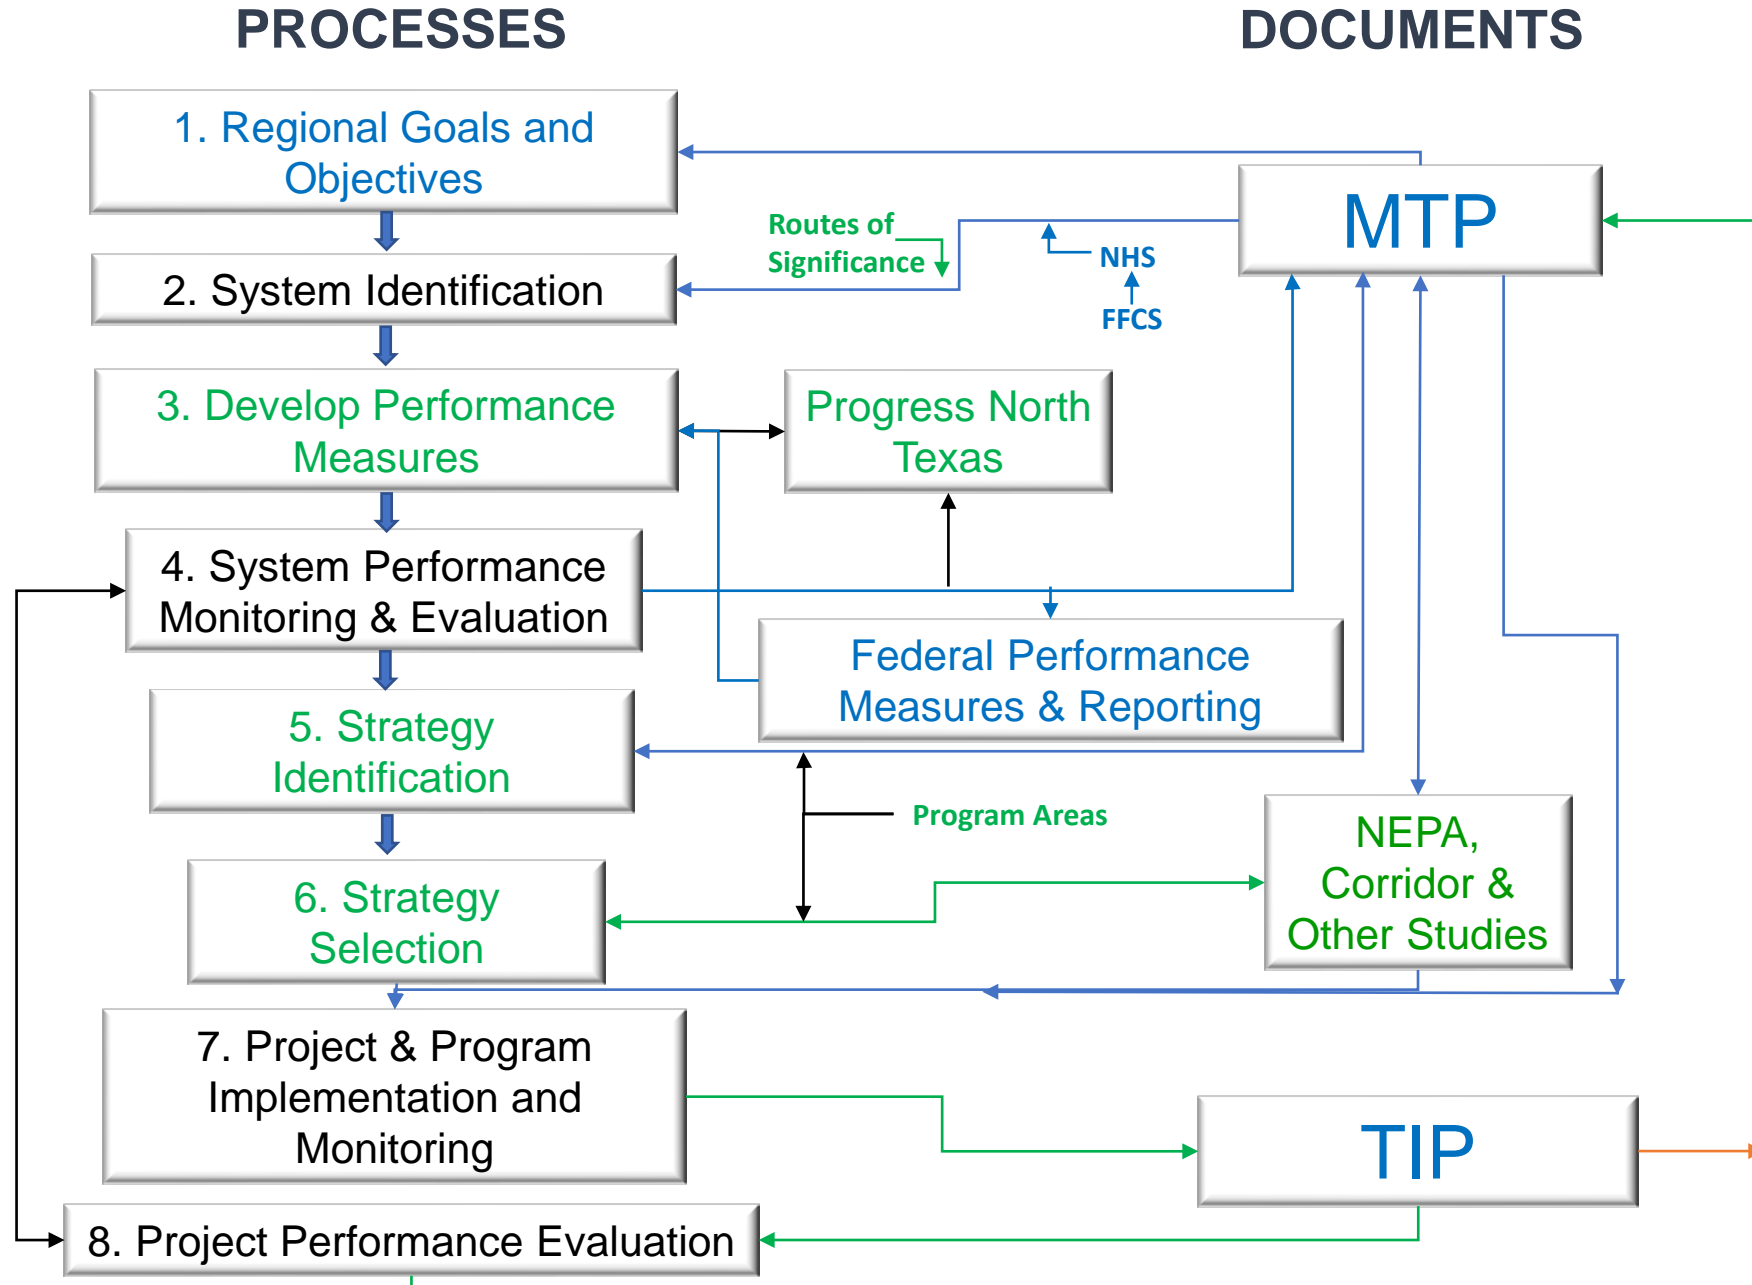 PROCESSES
DOCUMENTS
1. Regional Goals and
Objectives
MTP
Routes of
Significance
NHS
FFCS
2. System Identification
3. Develop Performance
Measures
Progress North
Texas
4. System Performance
Monitoring & Evaluation
Federal Performance
Measures & Reporting
5. Strategy
Identification
Program Areas
NEPA,
Corridor &
Other Studies
6. Strategy
Selection
7. Project & Program
Implementation and
Monitoring
TIP
8. Project Performance Evaluation